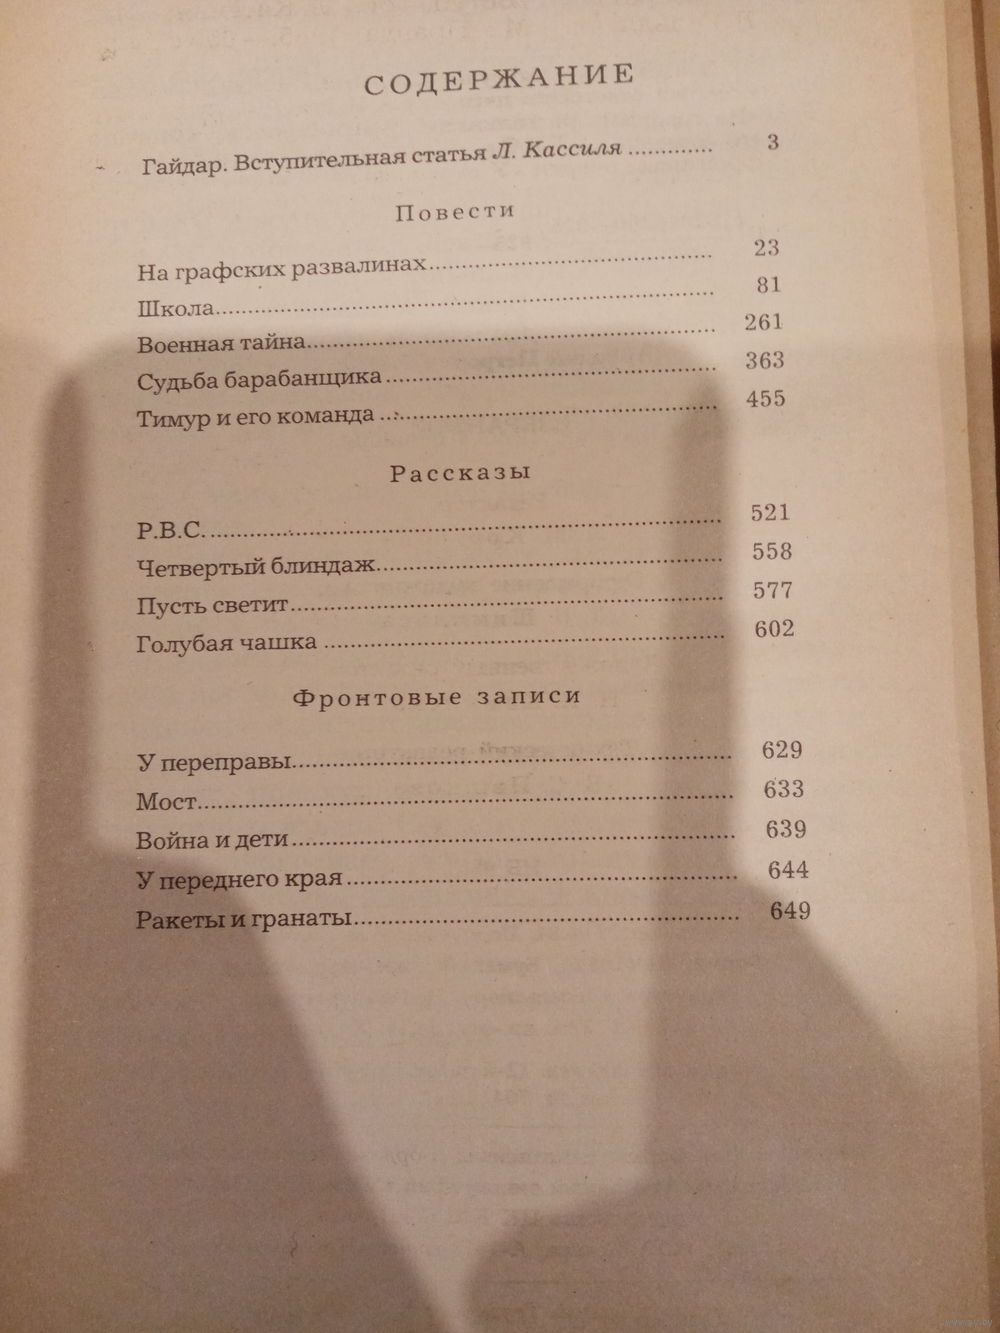 СОДЕРЖАНИЕ
Гайдар. Вступительная статья Л. Кассиля ............. 3
Повести
На графских развалинах ............. 23
Школа ............. 81
Военная тайна ............. 261
Судьба барабанщика ............. 363
Тимур и его команда ............. 455
Рассказы
Р.В.С. ............. 521
Четвертый блиндаж ............. 558
Пусть светит ............. 577
Голубая чашка ............. 602
Фронтовые записи
У переправы ............. 629
Мост ............. 633
Война и дети ............. 639
У переднего края ............. 644
Ракеты и гранаты ............. 649